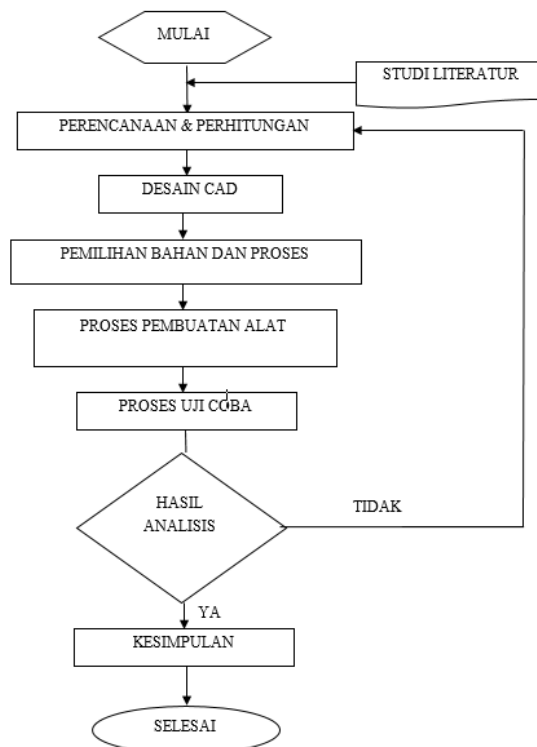 MULAI
STUDI LITERATUR
PERENCANAAN & PERHITUNGAN
DESAIN CAD
PEMILIHAN BAHAN DAN PROSES
PROSES PEMBUATAN ALAT
PROSES UJI COBA
HASIL
ANALISIS
TIDAK
YA
KESIMPULAN
SELESAI